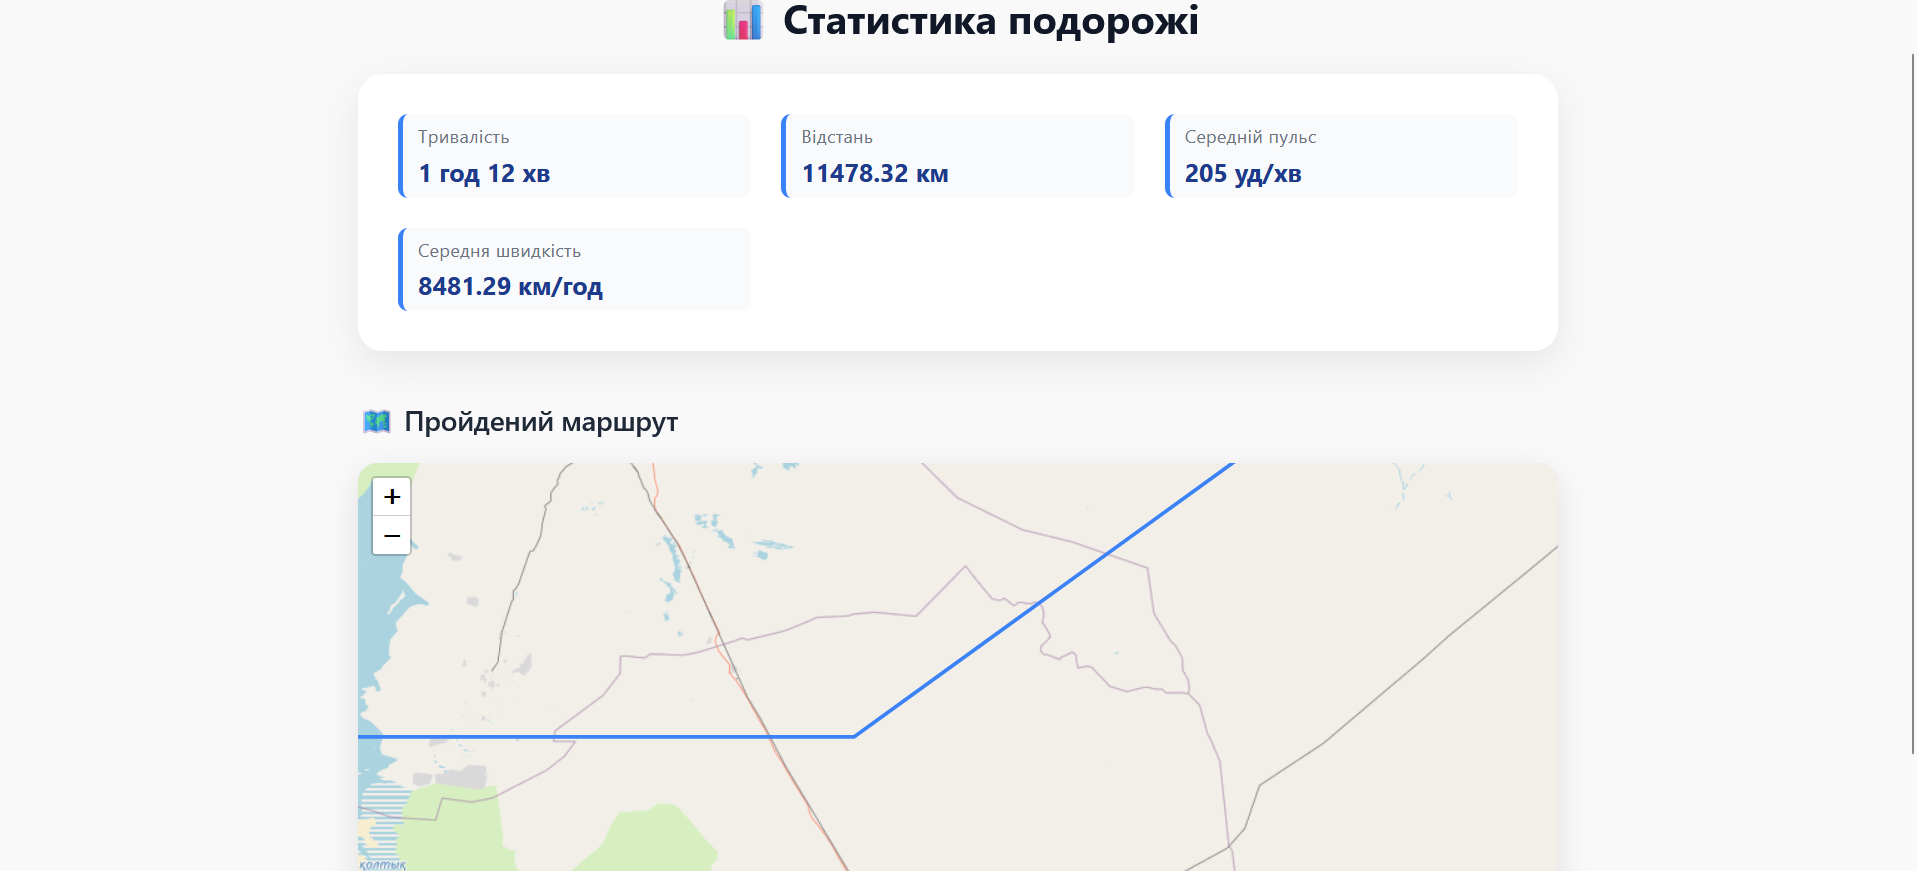 Статистика подорожі
Тривалість
1 год 12 хв
Відстань
11478.32 км
Середній пульс
205 уд/хв
Середня швидкість
8481.29 км/год
Пройдений маршрут
+
−
қолтық